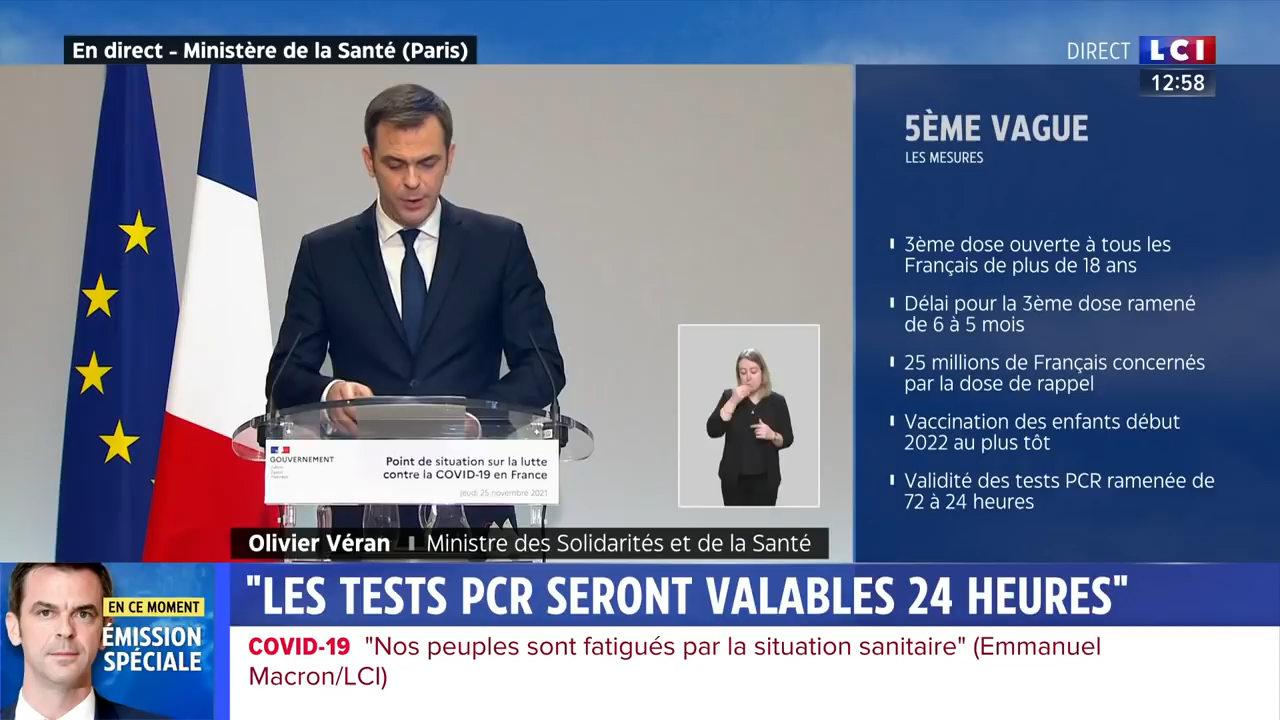 En direct - Ministère de la Santé (Paris)
DIRECT LCI
12:58
5ÈME VAGUE
LES MESURES
3ème dose ouverte à tous les
Français de plus de 18 ans
Délai pour la 3ème dose ramené
de 6 à 5 mois
25 millions de Français concernés
par la dose de rappel
Vaccination des enfants début
2022 au plus tôt
Validité des tests PCR ramenée de
72 à 24 heures
GOUVERNEMENT
Point de situation sur la lutte
contre la COVID-19 en France
Jeudi 25 novembre 2021
Olivier Véran Ministre des Solidarités et de la Santé
"LES TESTS PCR SERONT VALABLES 24 HEURES"
EN CE MOMENT
ÉMISSION
SPÉCIALE
COVID-19 "Nos peuples sont fatigués par la situation sanitaire" (Emmanuel
Macron/LCI)